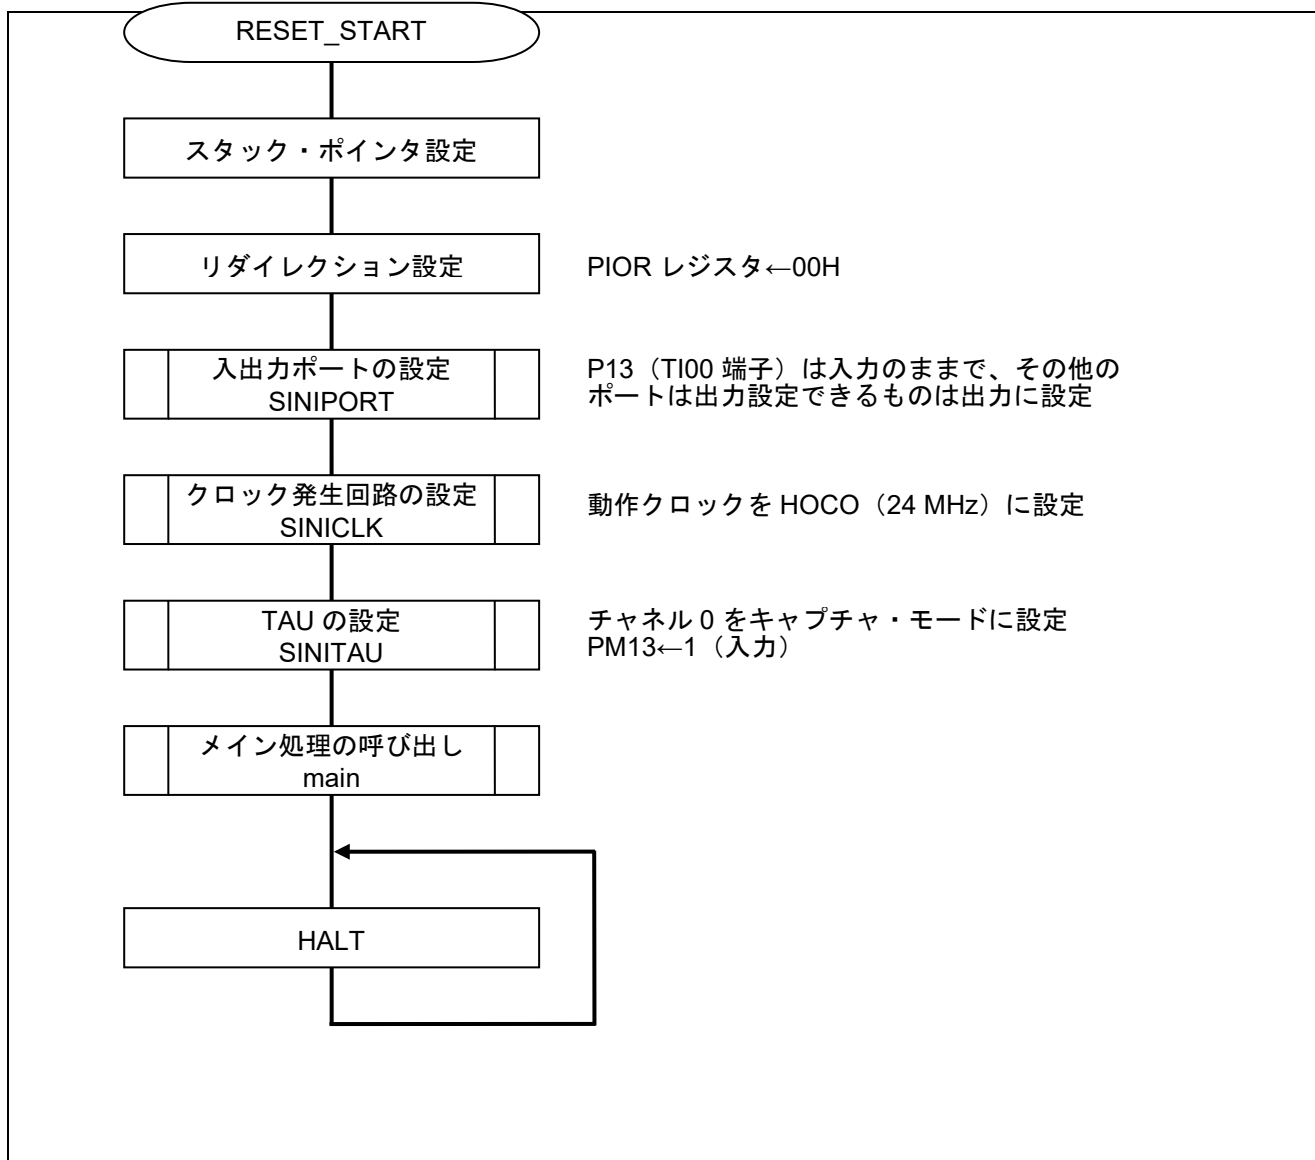 RESET_START
スタック・ポインタ設定
リダイレクション設定
PIOR レジスタ←00H
入出力ポートの設定
SINIPORT
P13（TI00 端子）は入力のままで、その他の
ポートは出力設定できるものは出力に設定
クロック発生回路の設定
SINICLK
動作クロックを HOCO（24 MHz）に設定
TAU の設定
SINITAU
チャネル 0 をキャプチャ・モードに設定
PM13←1（入力）
メイン処理の呼び出し
main
HALT